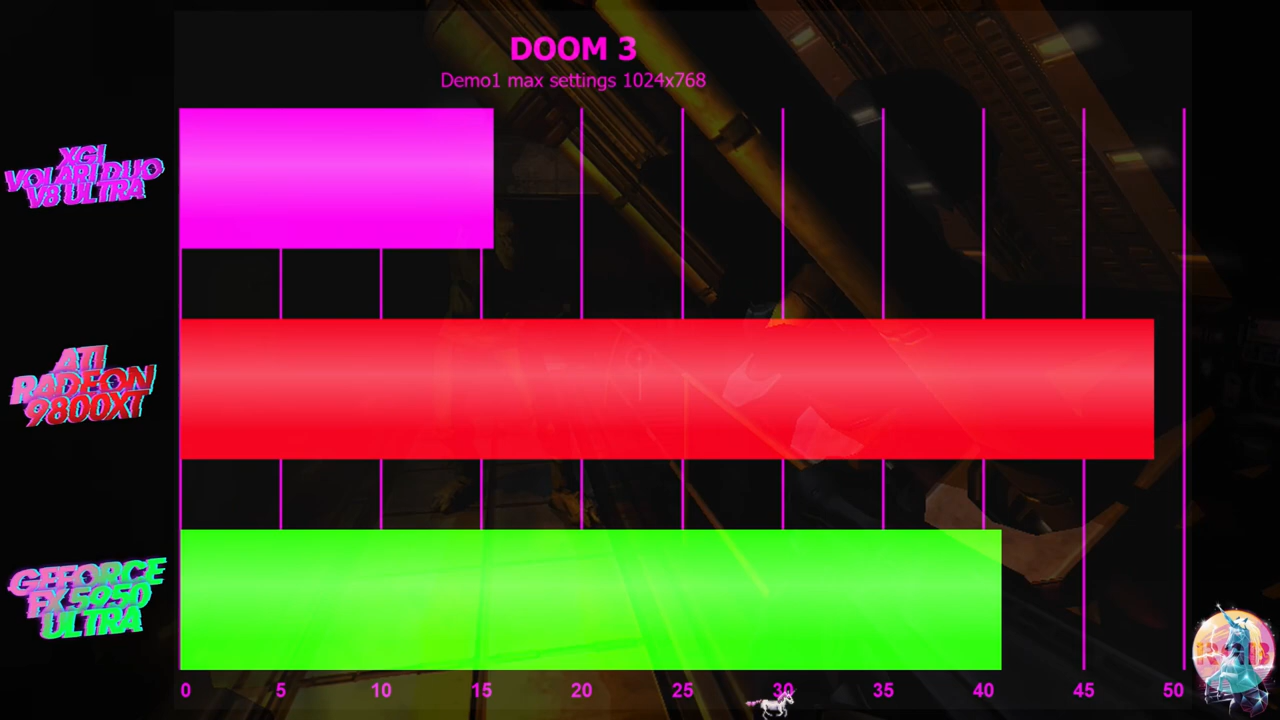 DOOM 3
Demo1 max settings 1024x768
XGI
VOLARI DUO
V8 ULTRA
ATI
RADEON
9800XT
GEFORCE
FX 5950
ULTRA
0 5 10 15 20 25 30 35 40 45 50